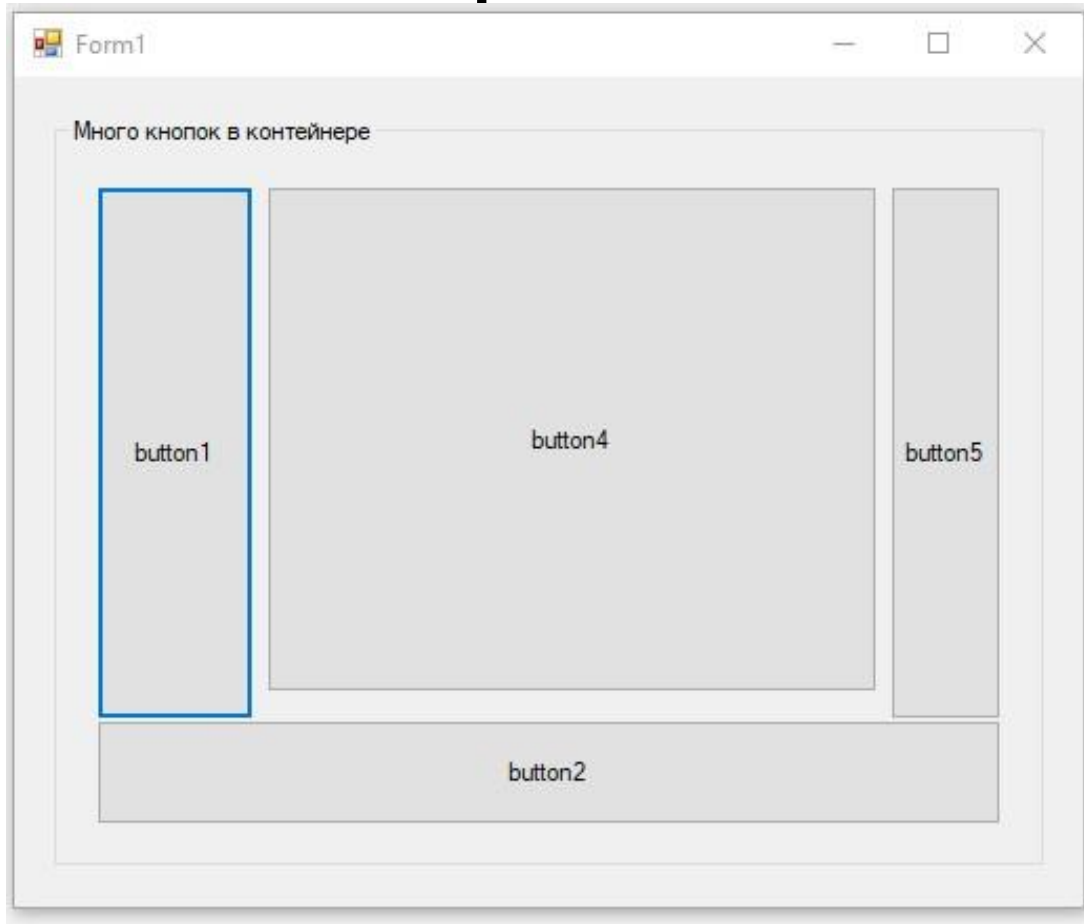 Form1
Много кнопок в контейнере
button1
button4
button5
button2